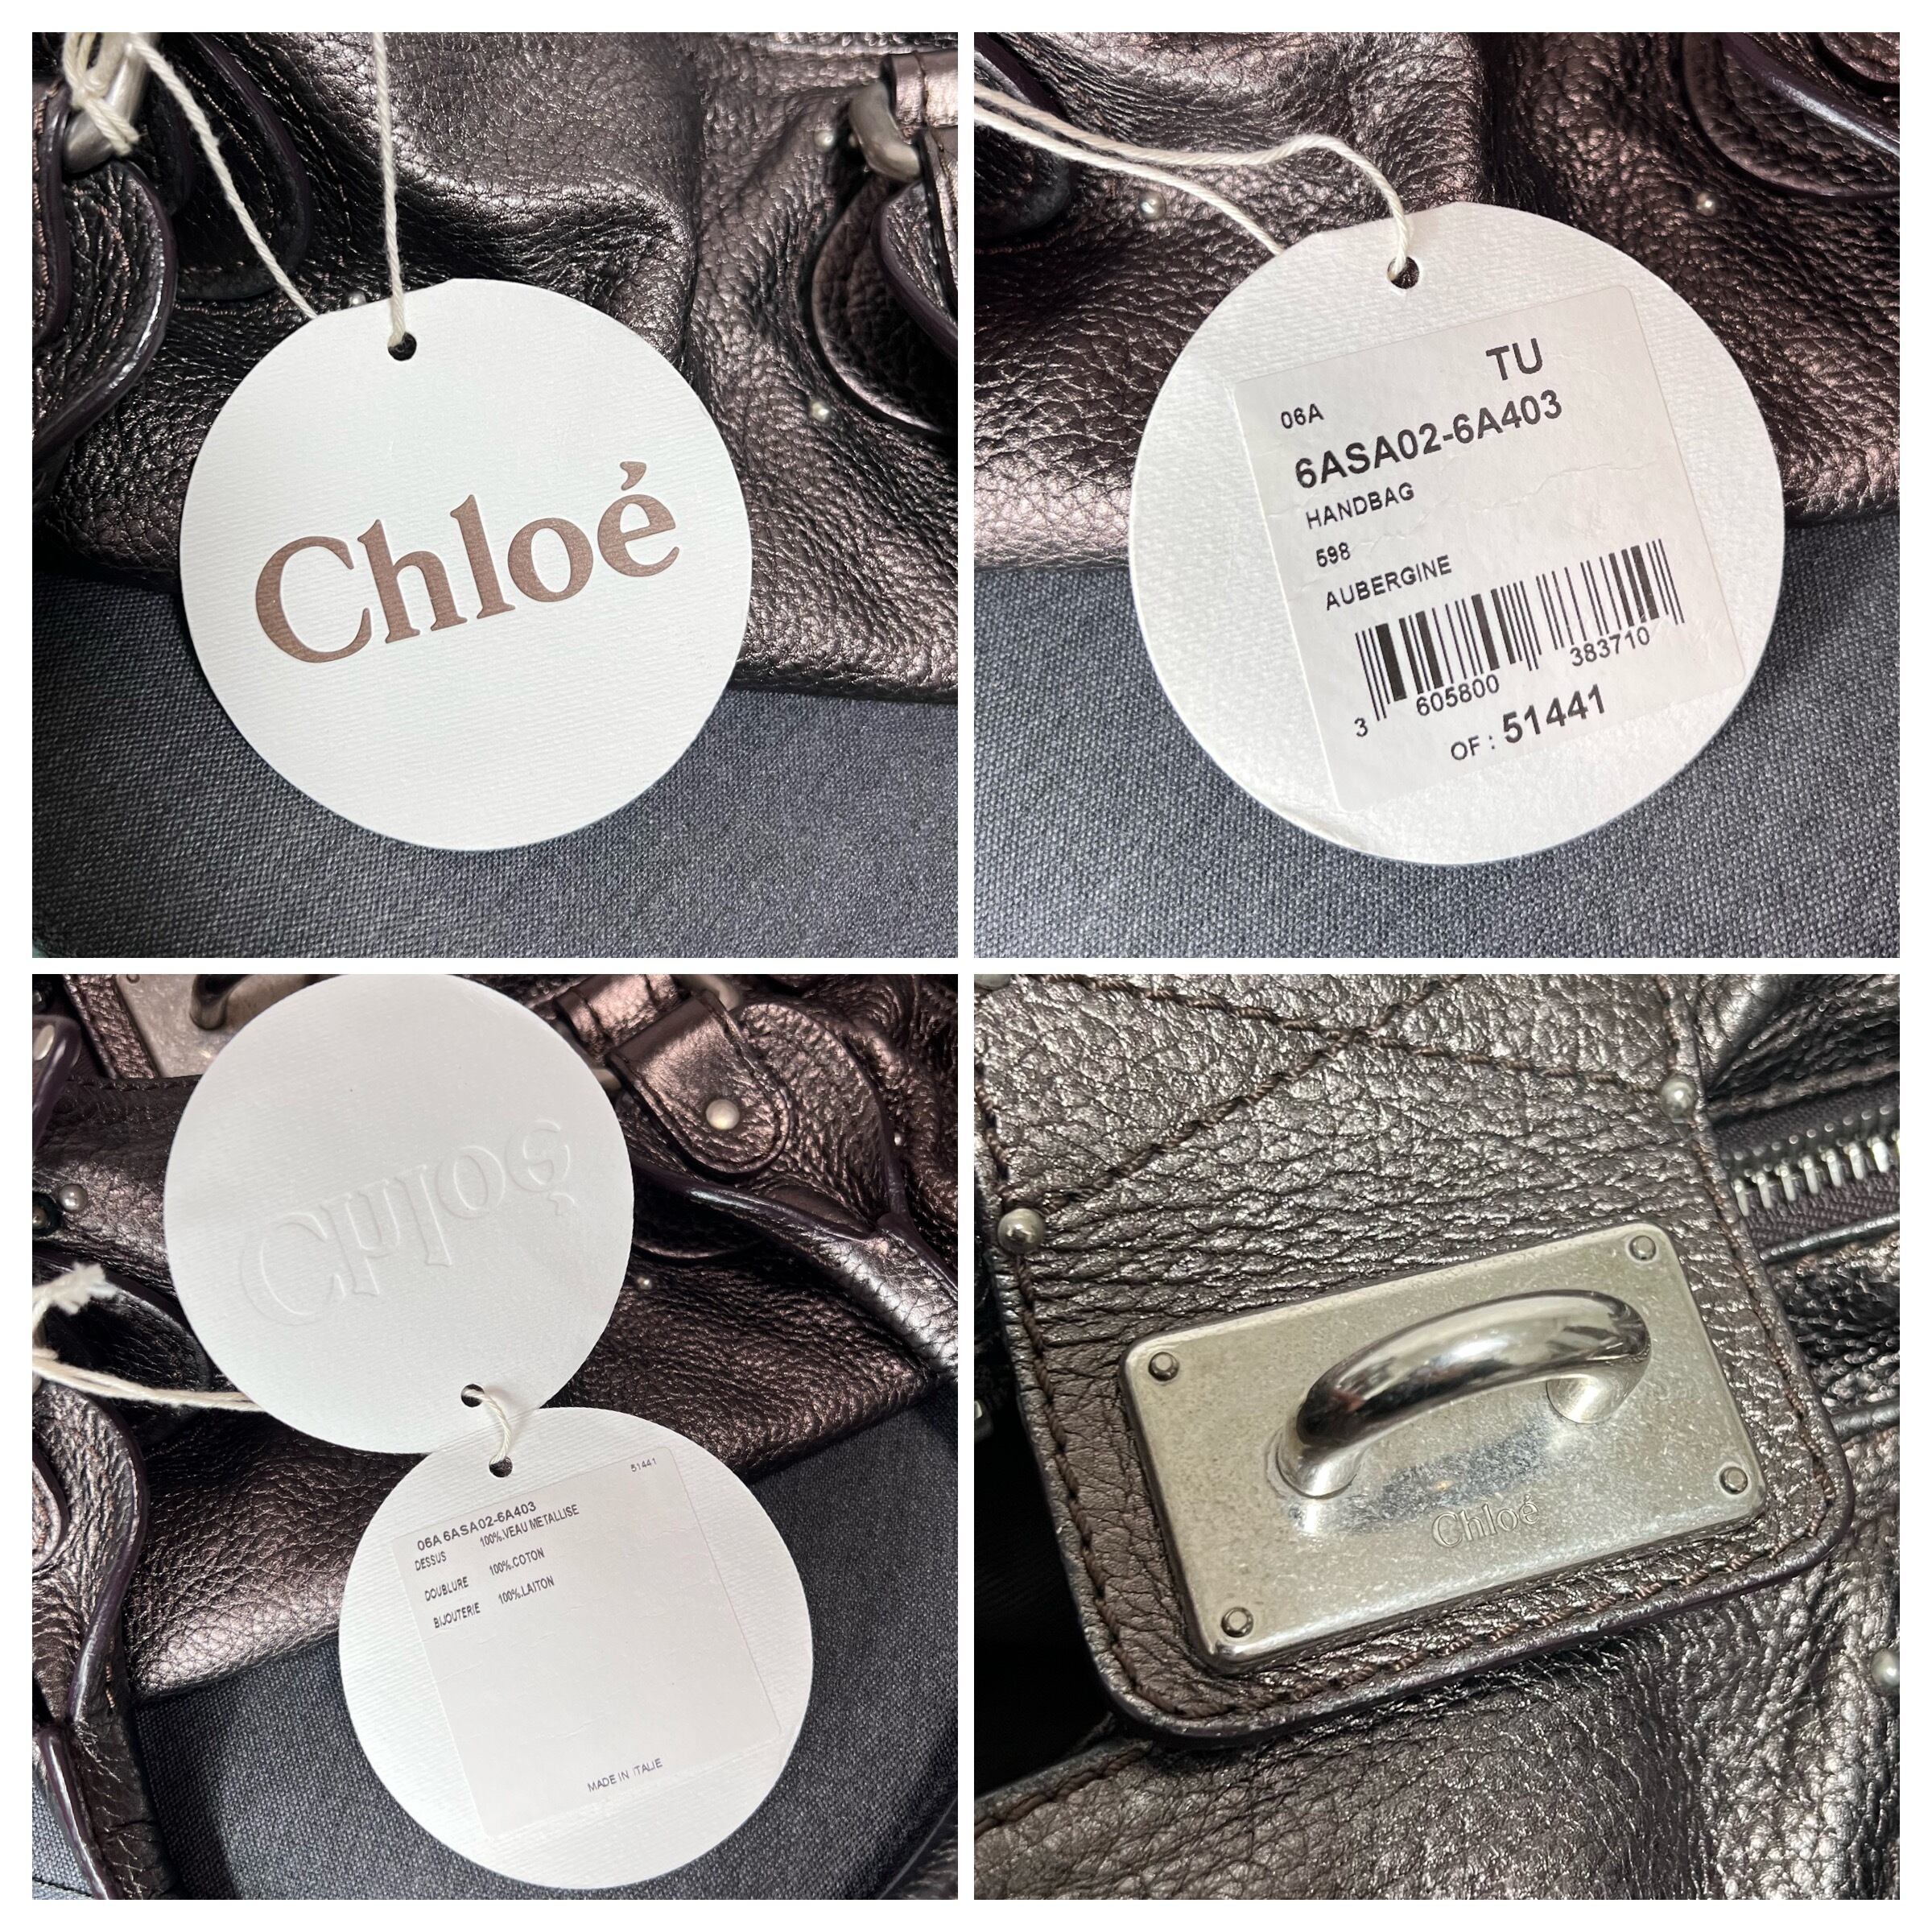 Chloé
TU
06A
6ASA02-6A403
HANDBAG
598
AUBERGINE
3 605800 383710
OF : 51441
Chloé
51441
06A 6ASA02-6A403
DESSUS 100%.VEAU METALLISE
DOUBLURE 100%.COTON
BIJOUTERIE 100%.LAITON
MADE IN ITALIE
Chloé